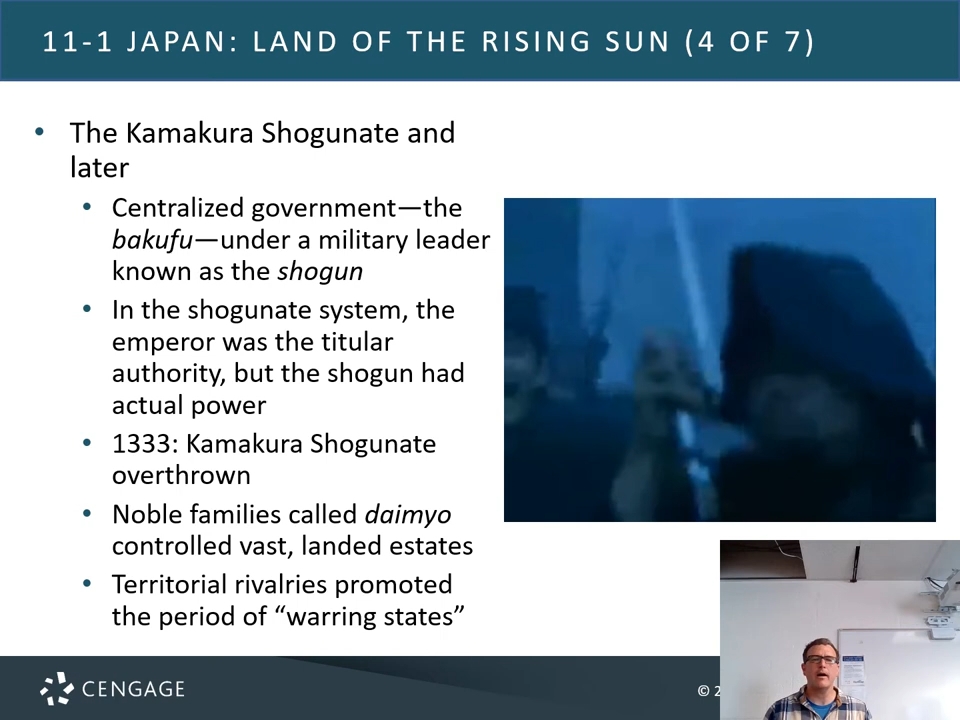 11-1 JAPAN: LAND OF THE RISING SUN (4 OF 7)
• The Kamakura Shogunate and
later
• Centralized government—the
bakufu—under a military leader
known as the shogun
• In the shogunate system, the
emperor was the titular
authority, but the shogun had
actual power
• 1333: Kamakura Shogunate
overthrown
• Noble families called daimyo
controlled vast, landed estates
• Territorial rivalries promoted
the period of “warring states”
CENGAGE
© 2